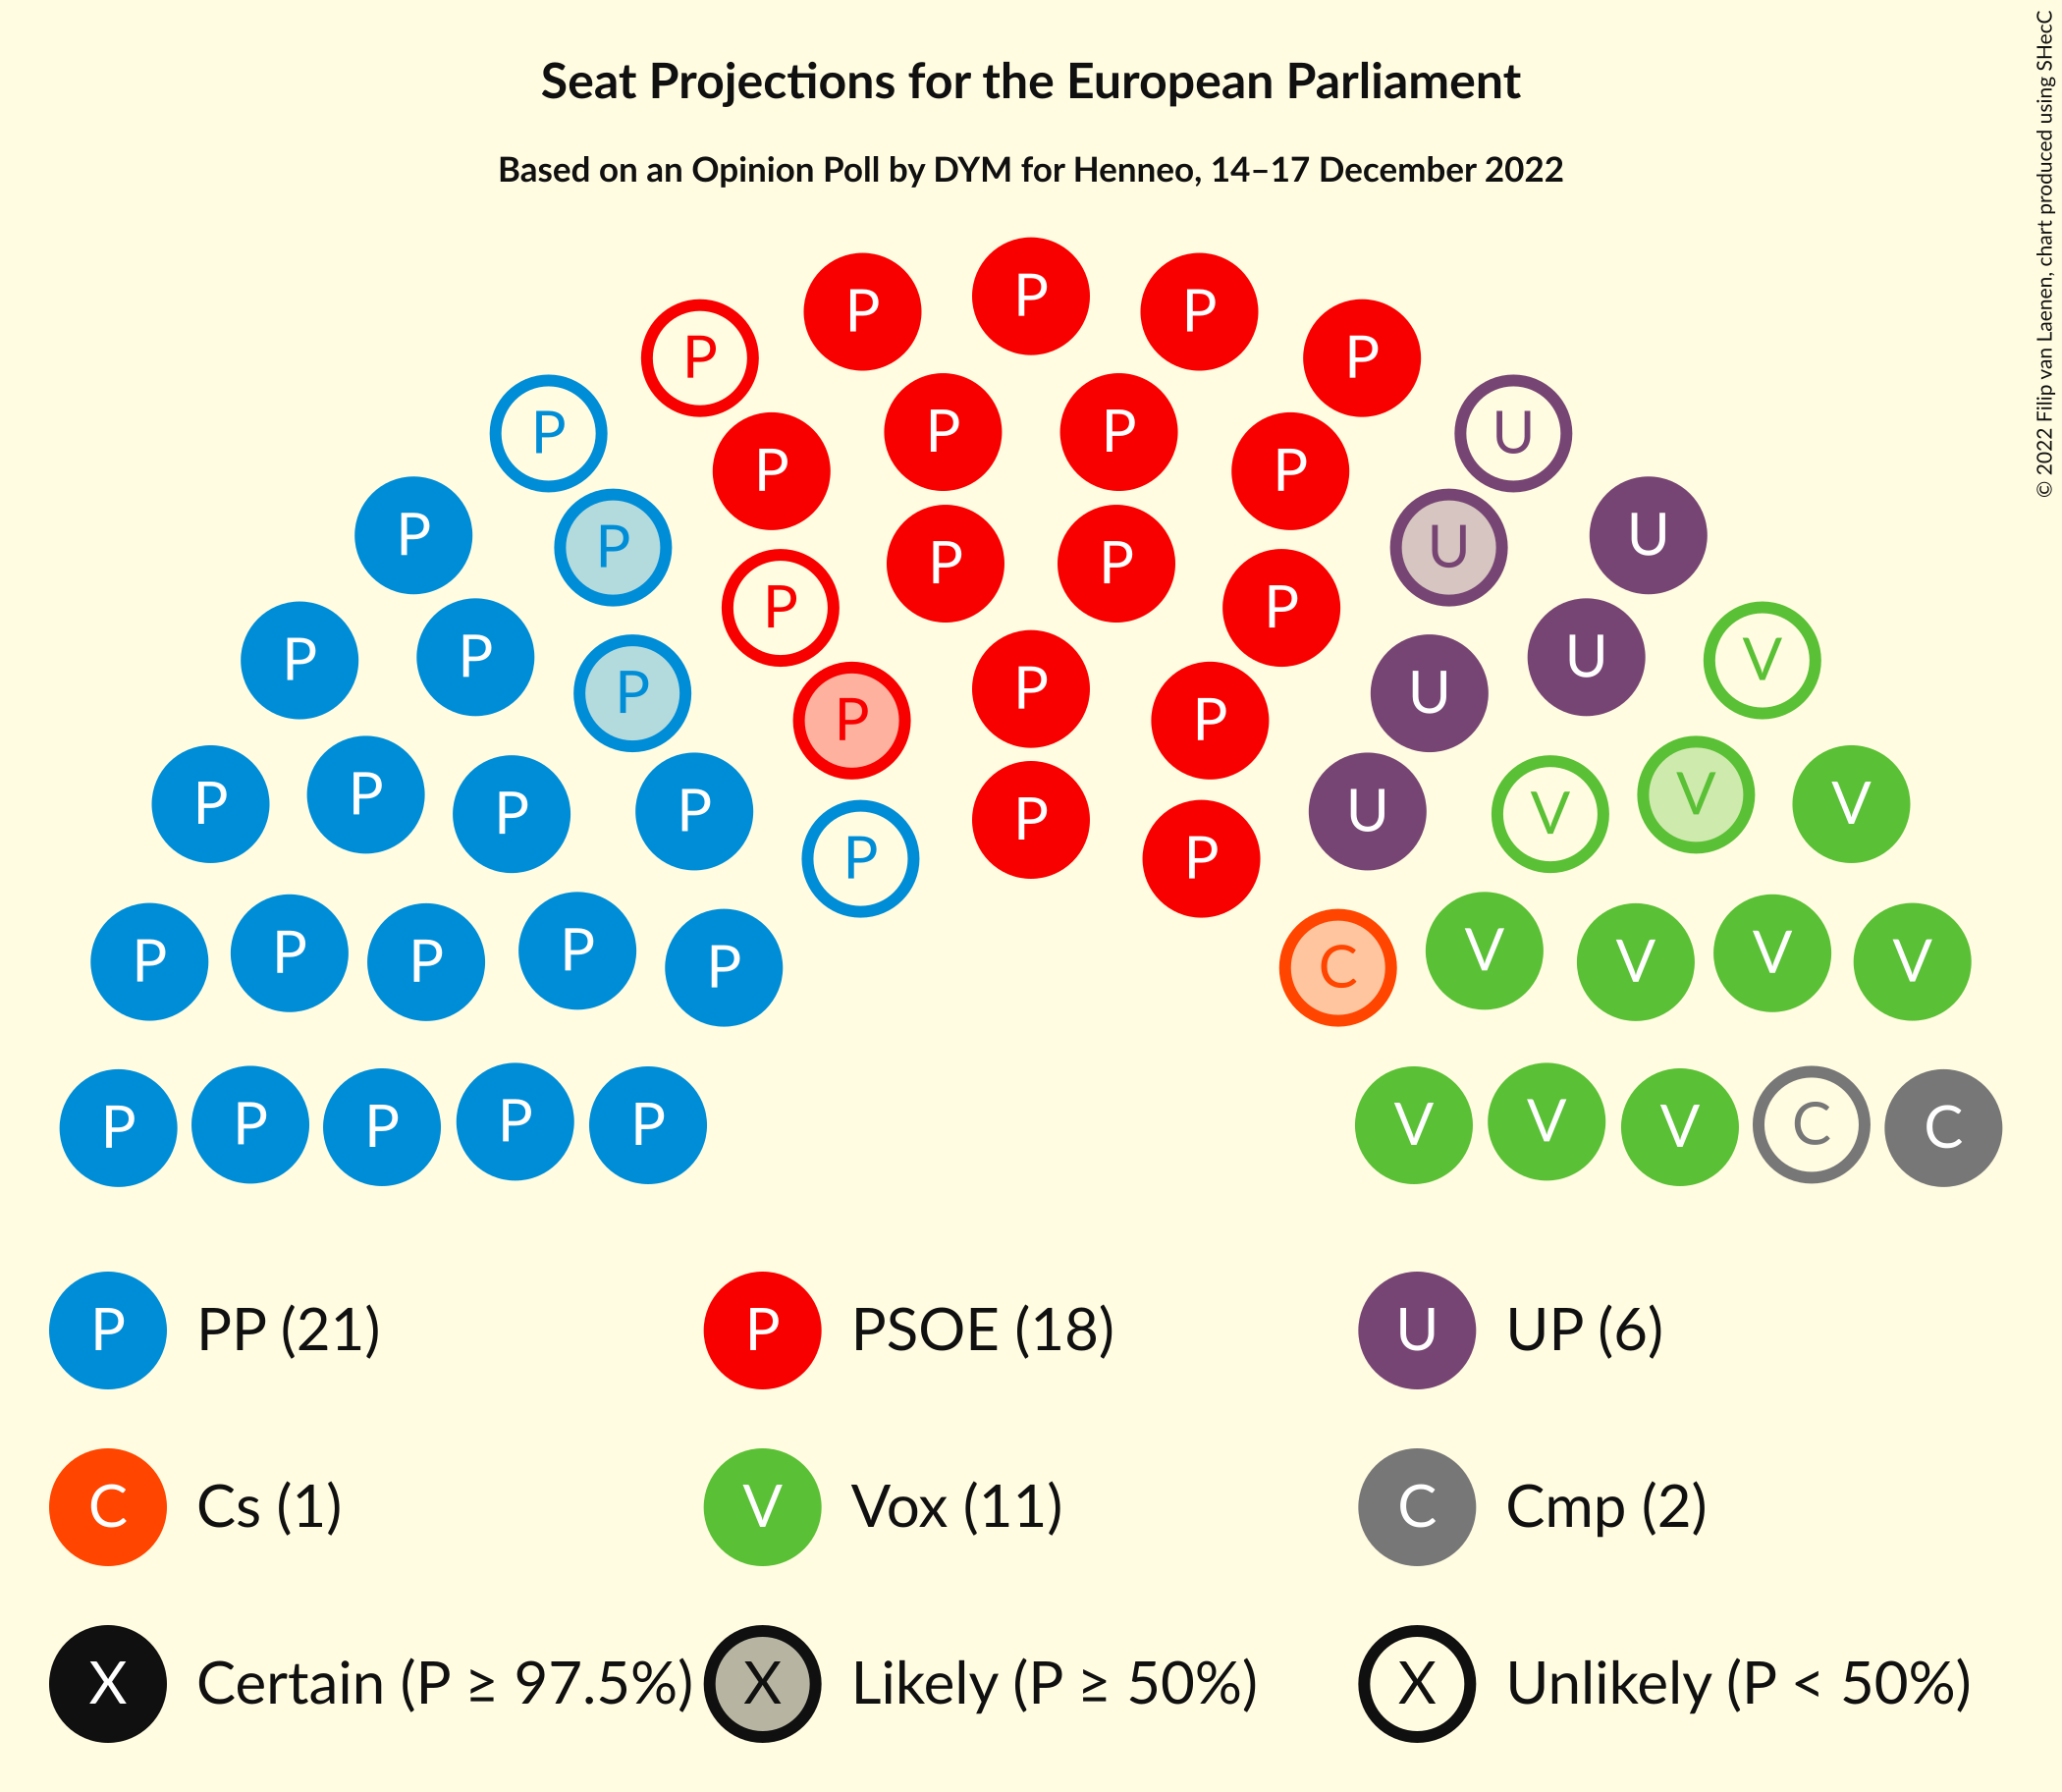 © 2022 Filip van Laenen, chart produced using SHecC
Seat Projections for the European Parliament
Based on an Opinion Poll by DYM for Henneo, 14–17 December 2022
P
P P
P P
P P P U
P P
P P P P U U
P P
P P U V
P P U
P P
P P P P P U V V V
P P
P P P P P C V V V V
P P P P P V V V C C
P PP (21) P PSOE (18) U UP (6)
C Cs (1) V Vox (11) C Cmp (2)
X Certain (P ≥ 97.5%) X Likely (P ≥ 50%) X Unlikely (P < 50%)